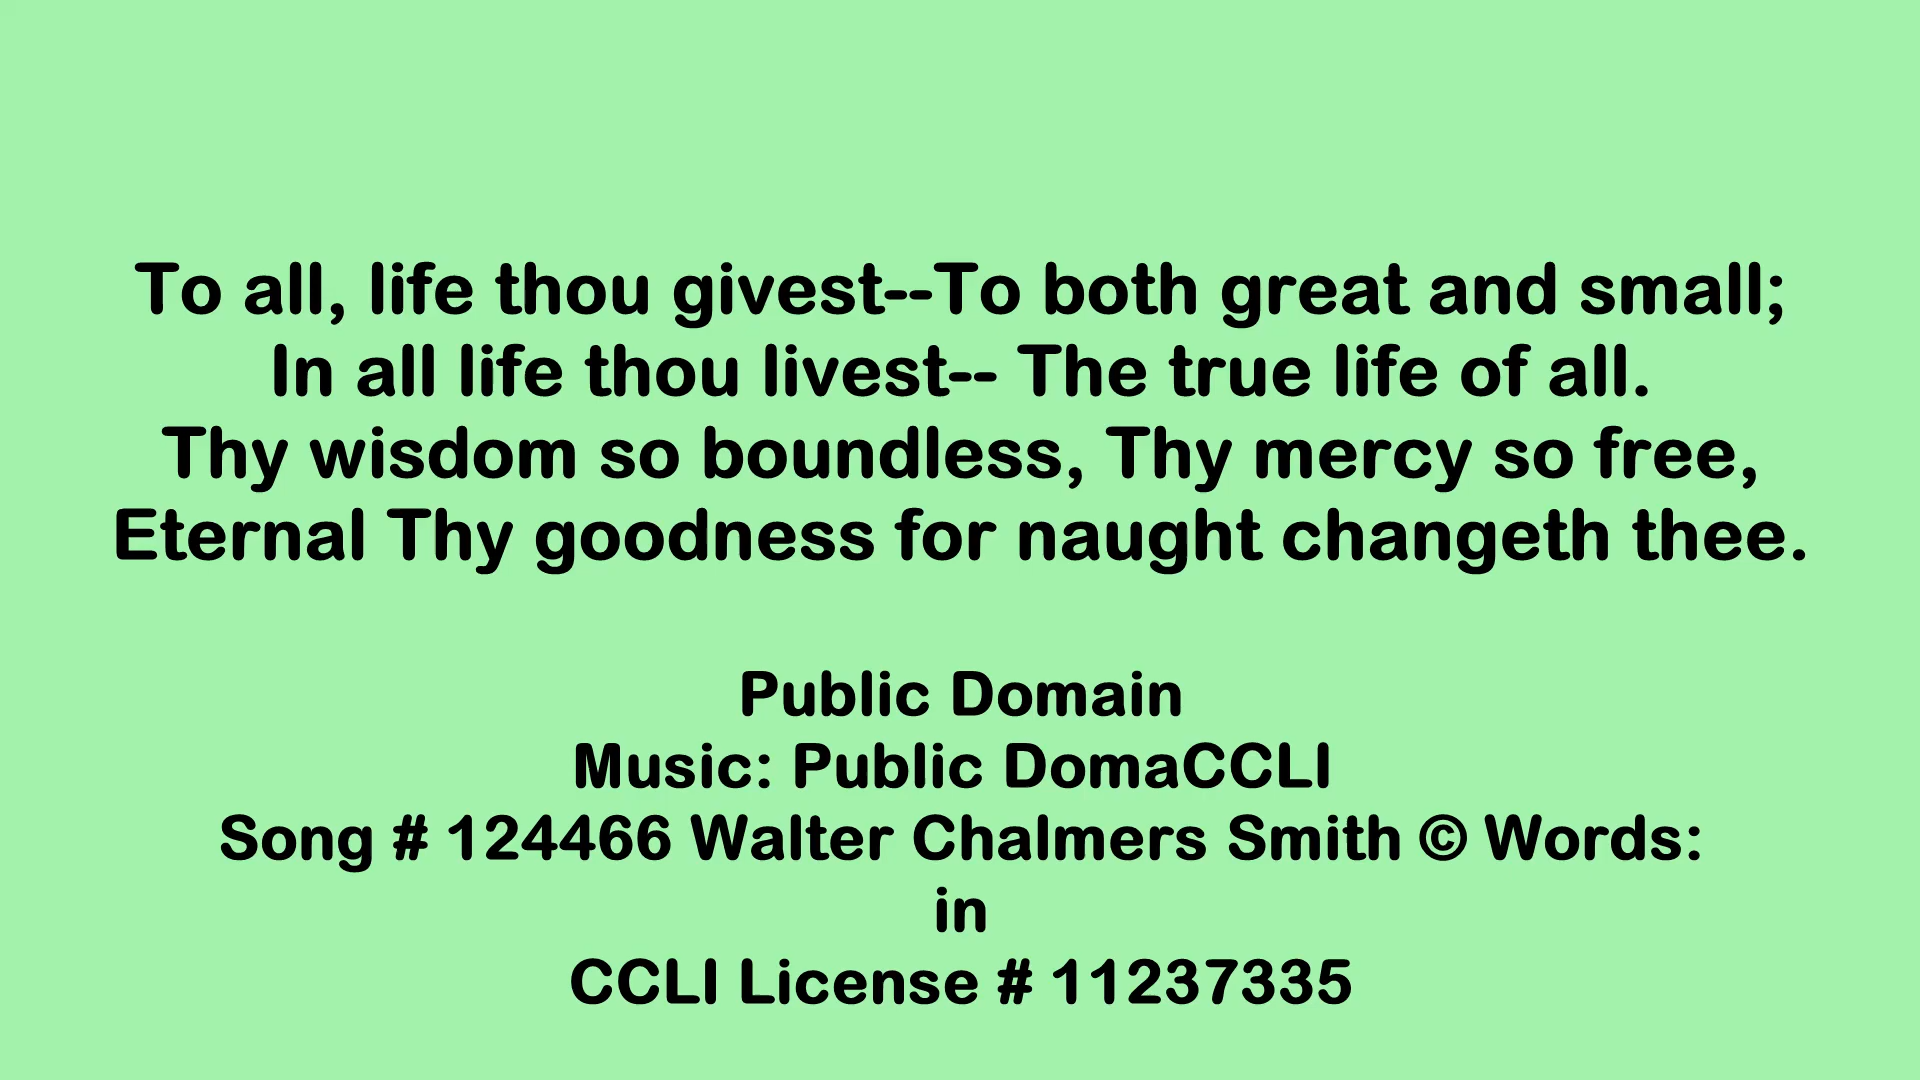 To all, life thou givest--To both great and small;
In all life thou livest-- The true life of all.
Thy wisdom so boundless, Thy mercy so free,
Eternal Thy goodness for naught changeth thee.
Public Domain
Music: Public DomaCCLI
Song # 124466 Walter Chalmers Smith © Words:
in
CCLI License # 11237335